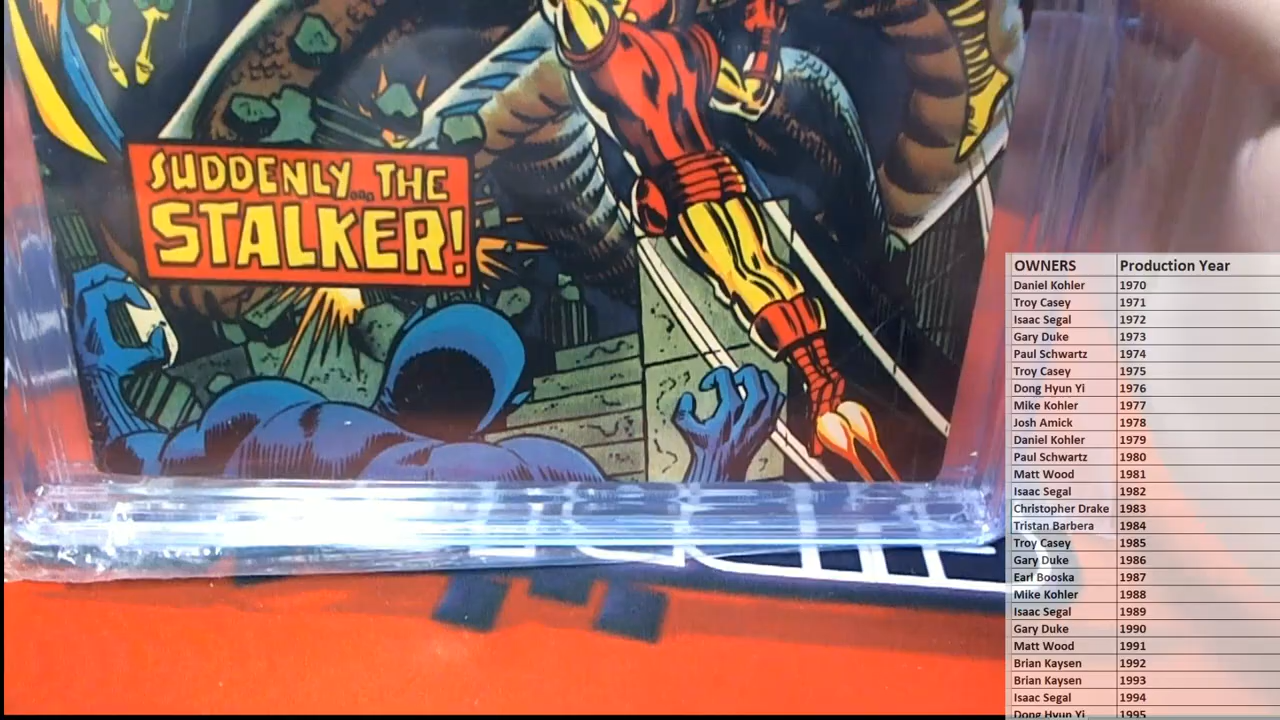 SUDDENLY... THE
STALKER!
OWNERS Production Year
Daniel Kohler 1970
Troy Casey 1971
Isaac Segal 1972
Gary Duke 1973
Paul Schwartz 1974
Troy Casey 1975
Dong Hyun Yi 1976
Mike Kohler 1977
Josh Amick 1978
Daniel Kohler 1979
Paul Schwartz 1980
Matt Wood 1981
Isaac Segal 1982
Christopher Drake 1983
Tristan Barbera 1984
Troy Casey 1985
Gary Duke 1986
Earl Booska 1987
Mike Kohler 1988
Isaac Segal 1989
Gary Duke 1990
Matt Wood 1991
Brian Kaysen 1992
Brian Kaysen 1993
Isaac Segal 1994
Dong Hyun Yi 1995